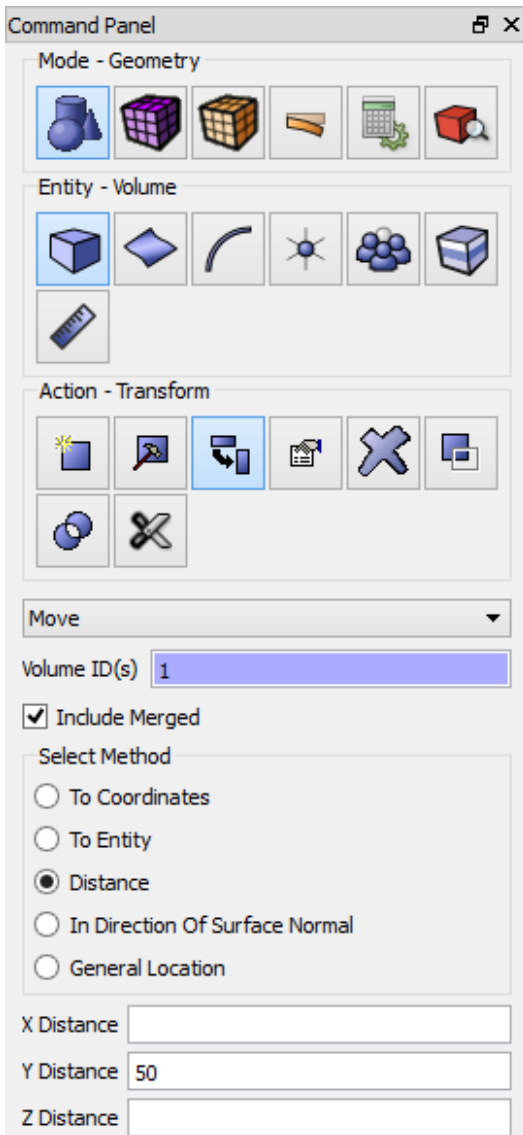 Command Panel
Mode - Geometry
Entity - Volume
Action - Transform
Move
Volume ID(s) 1
Include Merged
Select Method
To Coordinates
To Entity
Distance
In Direction Of Surface Normal
General Location
X Distance
Y Distance 50
Z Distance